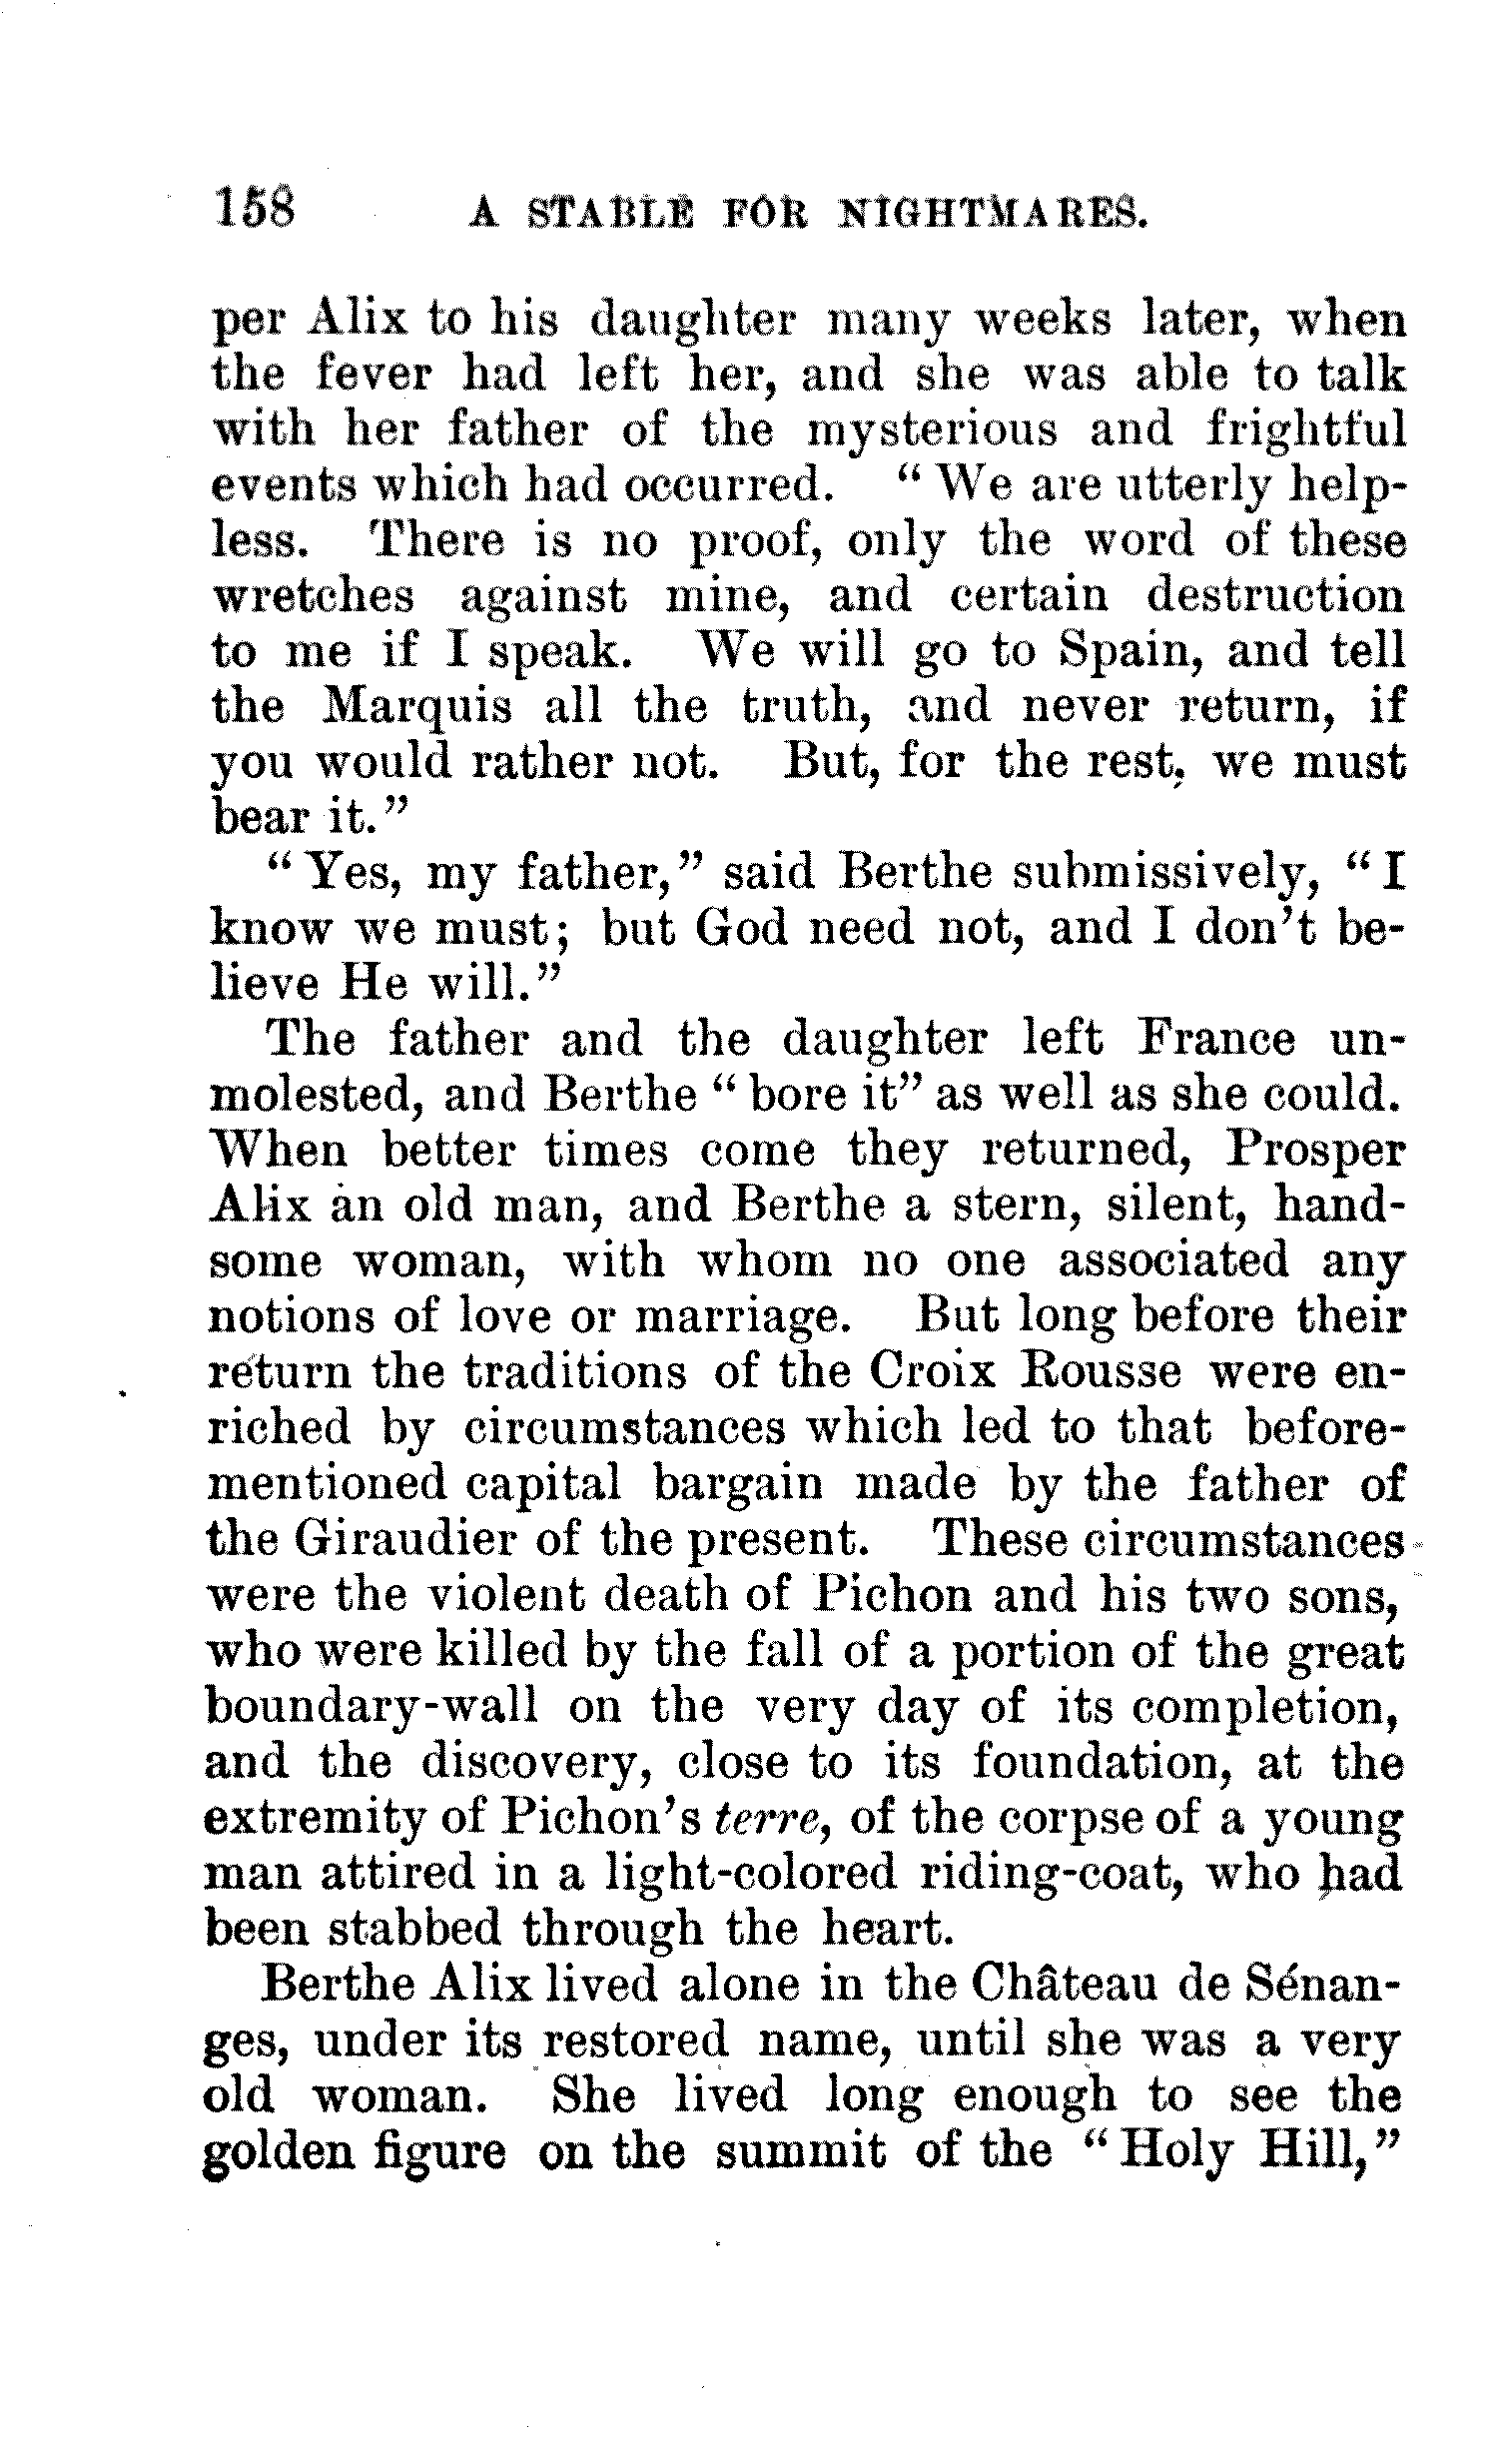 158 A STABLE FOR NIGHTMARES.
per Alix to his daughter many weeks later, when
the fever had left her, and she was able to talk
with her father of the mysterious and frightful
events which had occurred. “We are utterly help-
less. There is no proof, only the word of these
wretches against mine, and certain destruction
to me if I speak. We will go to Spain, and tell
the Marquis all the truth, and never return, if
you would rather not. But, for the rest, we must
bear it.”
“Yes, my father,” said Berthe submissively, “I
know we must; but God need not, and I don’t be-
lieve He will.”
The father and the daughter left France un-
molested, and Berthe “bore it” as well as she could.
When better times come they returned, Prosper
Alix an old man, and Berthe a stern, silent, hand-
some woman, with whom no one associated any
notions of love or marriage. But long before their
return the traditions of the Croix Rousse were en-
riched by circumstances which led to that before-
mentioned capital bargain made by the father of
the Giraudier of the present. These circumstances
were the violent death of Pichon and his two sons,
who were killed by the fall of a portion of the great
boundary-wall on the very day of its completion,
and the discovery, close to its foundation, at the
extremity of Pichon’s terre, of the corpse of a young
man attired in a light-colored riding-coat, who had
been stabbed through the heart.
Berthe Alix lived alone in the Château de Sénan-
ges, under its restored name, until she was a very
old woman. She lived long enough to see the
golden figure on the summit of the “Holy Hill,”